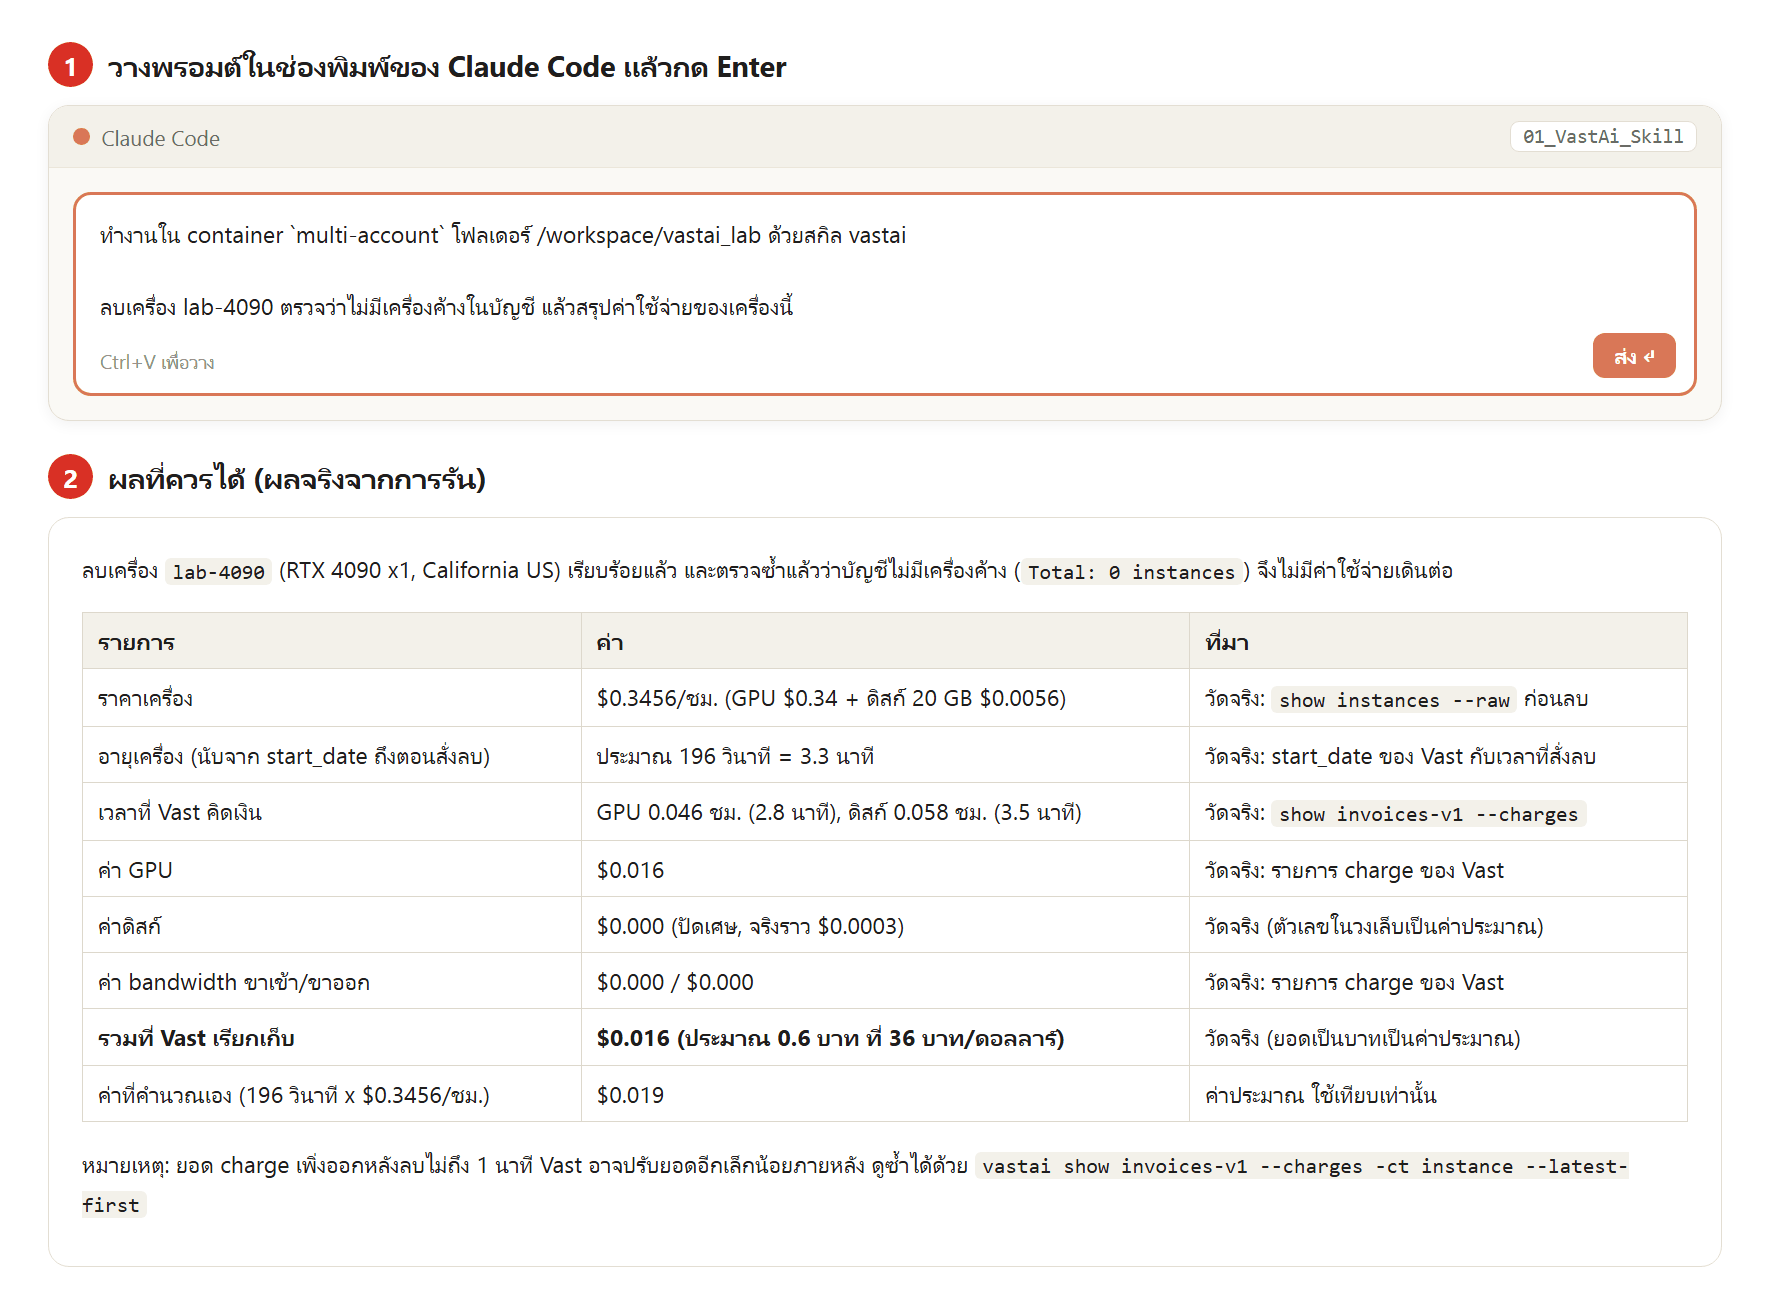 1 วางพรอมต์ในช่องพิมพ์ของ Claude Code แล้วกด Enter
Claude Code
01_VastAi_Skill
ทำงานใน container `multi-account` โฟลเดอร์ /workspace/vastai_lab ด้วยสกิล vastai
ลบเครื่อง lab-4090 ตรวจว่าไม่มีเครื่องค้างในบัญชี แล้วสรุปค่าใช้จ่ายของเครื่องนี้
Ctrl+V เพื่อวาง
ส่ง ↵
2 ผลที่ควรได้ (ผลจริงจากการรัน)
ลบเครื่อง lab-4090 (RTX 4090 x1, California US) เรียบร้อยแล้ว และตรวจซ้ำแล้วว่าบัญชีไม่มีเครื่องค้าง ( Total: 0 instances ) จึงไม่มีค่าใช้จ่ายเดินต่อ
รายการ ค่า ที่มา
ราคาเครื่อง $0.3456/ชม. (GPU $0.34 + ดิสก์ 20 GB $0.0056) วัดจริง: show instances --raw ก่อนลบ
อายุเครื่อง (นับจาก start_date ถึงตอนสั่งลบ) ประมาณ 196 วินาที = 3.3 นาที วัดจริง: start_date ของ Vast กับเวลาที่สั่งลบ
เวลาที่ Vast คิดเงิน GPU 0.046 ชม. (2.8 นาที), ดิสก์ 0.058 ชม. (3.5 นาที) วัดจริง: show invoices-v1 --charges
ค่า GPU $0.016 วัดจริง: รายการ charge ของ Vast
ค่าดิสก์ $0.000 (ปัดเศษ, จริงราว $0.0003) วัดจริง (ตัวเลขในวงเล็บเป็นค่าประมาณ)
ค่า bandwidth ขาเข้า/ขาออก $0.000 / $0.000 วัดจริง: รายการ charge ของ Vast
รวมที่ Vast เรียกเก็บ $0.016 (ประมาณ 0.6 บาท ที่ 36 บาท/ดอลลาร์) วัดจริง (ยอดเป็นบาทเป็นค่าประมาณ)
ค่าที่คำนวณเอง (196 วินาที x $0.3456/ชม.) $0.019 ค่าประมาณ ใช้เทียบเท่านั้น
หมายเหตุ: ยอด charge เพิ่งออกหลังลบไม่ถึง 1 นาที Vast อาจปรับยอดอีกเล็กน้อยภายหลัง ดูซ้ำได้ด้วย vastai show invoices-v1 --charges -ct instance --latest-
first